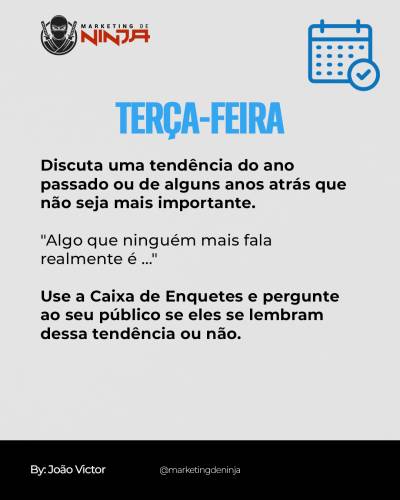 MARKETING DE
NINJA
TERÇA-FEIRA
Discuta uma tendência do ano
passado ou de alguns anos atrás que
não seja mais importante.
"Algo que ninguém mais fala
realmente é ..."
Use a Caixa de Enquetes e pergunte
ao seu público se eles se lembram
dessa tendência ou não.
By: João Victor
@marketingdeninja